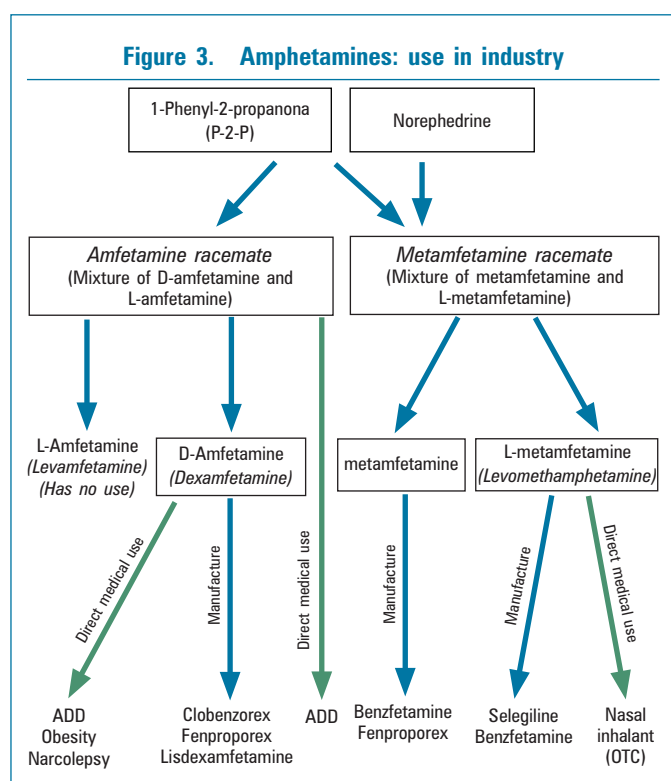 Figure 3. Amphetamines: use in industry
1-Phenyl-2-propanona
(P-2-P)
Norephedrine
Amfetamine racemate
(Mixture of D-amfetamine and
L-amfetamine)
Metamfetamine racemate
(Mixture of metamfetamine and
L-metamfetamine)
L-Amfetamine
(Levamfetamine)
(Has no use)
D-Amfetamine
(Dexamfetamine)
metamfetamine
L-metamfetamine
(Levomethamphetamine)
Direct medical use
Manufacture
Direct medical use
Manufacture
Manufacture
Direct medical use
ADD
Obesity
Narcolepsy
Clobenzorex
Fenproporex
Lisdexamfetamine
ADD
Benzfetamine
Fenproporex
Selegiline
Benzfetamine
Nasal
inhalant
(OTC)